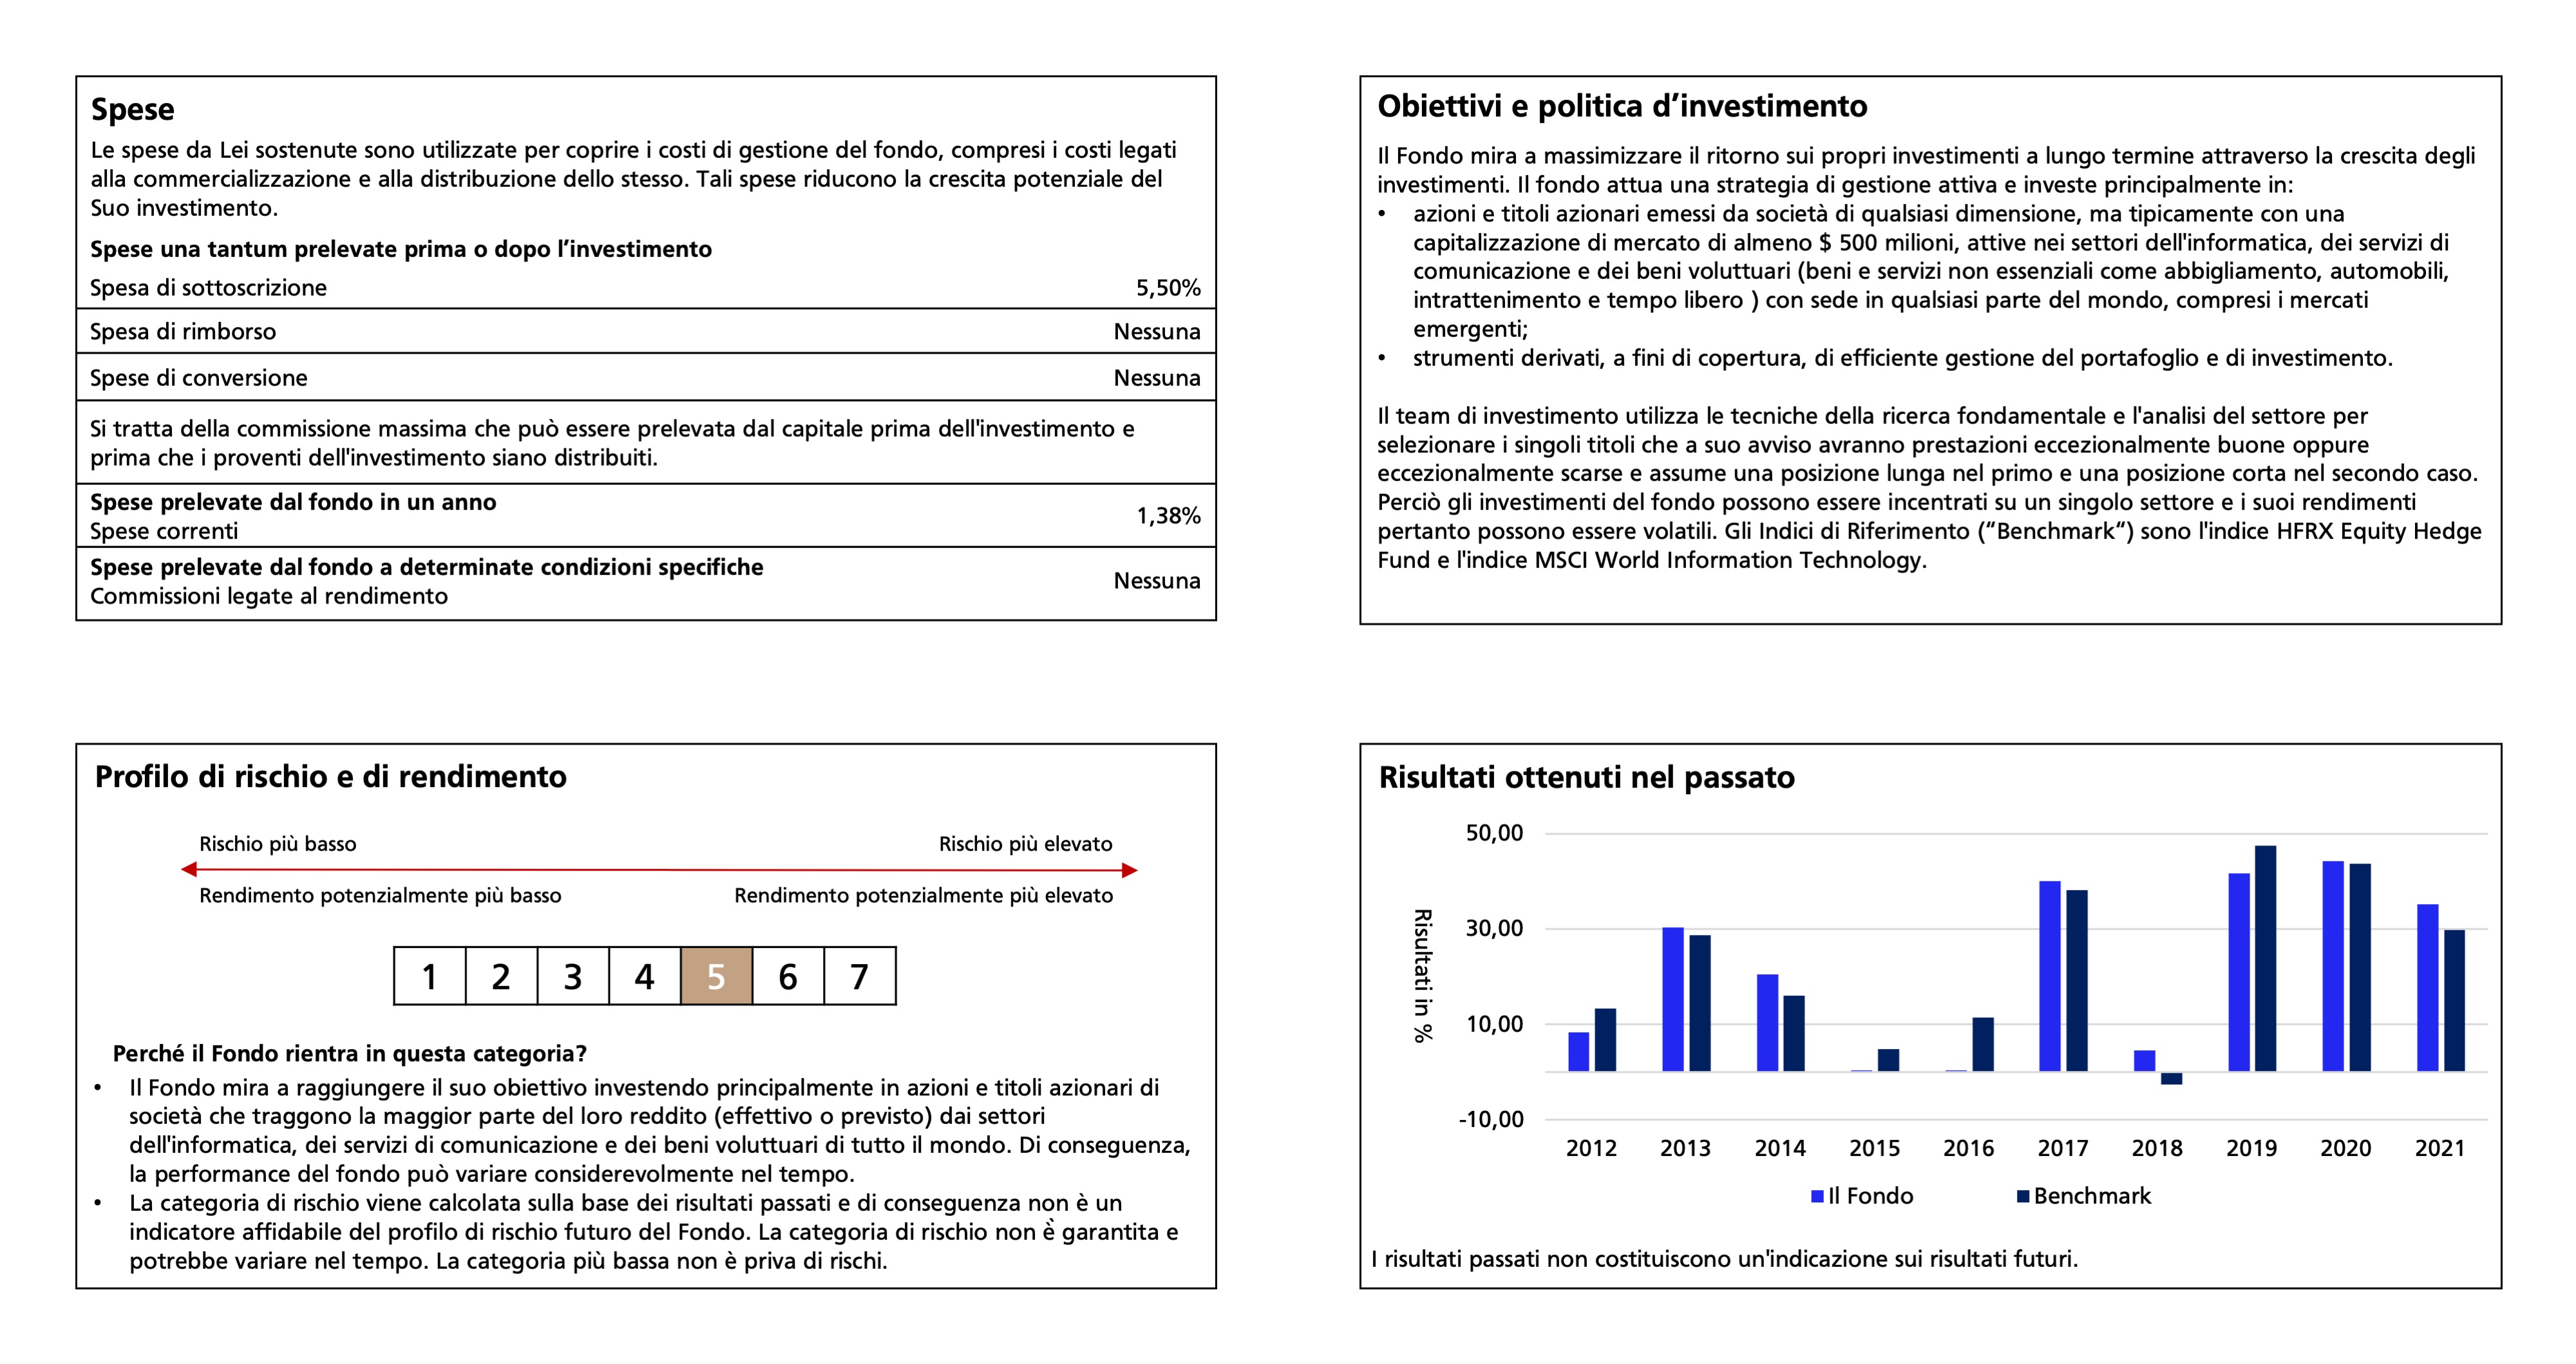 Spese
Le spese da Lei sostenute sono utilizzate per coprire i costi di gestione del fondo, compresi i costi legati
alla commercializzazione e alla distribuzione dello stesso. Tali spese riducono la crescita potenziale del
Suo investimento.
Spese una tantum prelevate prima o dopo l’investimento
Spesa di sottoscrizione 5,50%
Spesa di rimborso Nessuna
Spese di conversione Nessuna
Si tratta della commissione massima che può essere prelevata dal capitale prima dell'investimento e
prima che i proventi dell'investimento siano distribuiti.
Spese prelevate dal fondo in un anno
Spese correnti 1,38%
Spese prelevate dal fondo a determinate condizioni specifiche
Commissioni legate al rendimento Nessuna
Obiettivi e politica d’investimento
Il Fondo mira a massimizzare il ritorno sui propri investimenti a lungo termine attraverso la crescita degli
investimenti. Il fondo attua una strategia di gestione attiva e investe principalmente in:
• azioni e titoli azionari emessi da società di qualsiasi dimensione, ma tipicamente con una
capitalizzazione di mercato di almeno $ 500 milioni, attive nei settori dell'informatica, dei servizi di
comunicazione e dei beni voluttuari (beni e servizi non essenziali come abbigliamento, automobili,
intrattenimento e tempo libero ) con sede in qualsiasi parte del mondo, compresi i mercati
emergenti;
• strumenti derivati, a fini di copertura, di efficiente gestione del portafoglio e di investimento.
Il team di investimento utilizza le tecniche della ricerca fondamentale e l'analisi del settore per
selezionare i singoli titoli che a suo avviso avranno prestazioni eccezionalmente buone oppure
eccezionalmente scarse e assume una posizione lunga nel primo e una posizione corta nel secondo caso.
Perciò gli investimenti del fondo possono essere incentrati su un singolo settore e i suoi rendimenti
pertanto possono essere volatili. Gli Indici di Riferimento (“Benchmark“) sono l'indice HFRX Equity Hedge
Fund e l'indice MSCI World Information Technology.
Profilo di rischio e di rendimento
Rischio più basso Rischio più elevato
Rendimento potenzialmente più basso Rendimento potenzialmente più elevato
1 2 3 4 5 6 7
Perché il Fondo rientra in questa categoria?
• Il Fondo mira a raggiungere il suo obiettivo investendo principalmente in azioni e titoli azionari di
società che traggono la maggior parte del loro reddito (effettivo o previsto) dai settori
dell'informatica, dei servizi di comunicazione e dei beni voluttuari di tutto il mondo. Di conseguenza,
la performance del fondo può variare considerevolmente nel tempo.
• La categoria di rischio viene calcolata sulla base dei risultati passati e di conseguenza non è un
indicatore affidabile del profilo di rischio futuro del Fondo. La categoria di rischio non è garantita e
potrebbe variare nel tempo. La categoria più bassa non è priva di rischi.
Risultati ottenuti nel passato
50,00
30,00
10,00
-10,00
Risultati in %
2012 2013 2014 2015 2016 2017 2018 2019 2020 2021
Il Fondo Benchmark
I risultati passati non costituiscono un'indicazione sui risultati futuri.